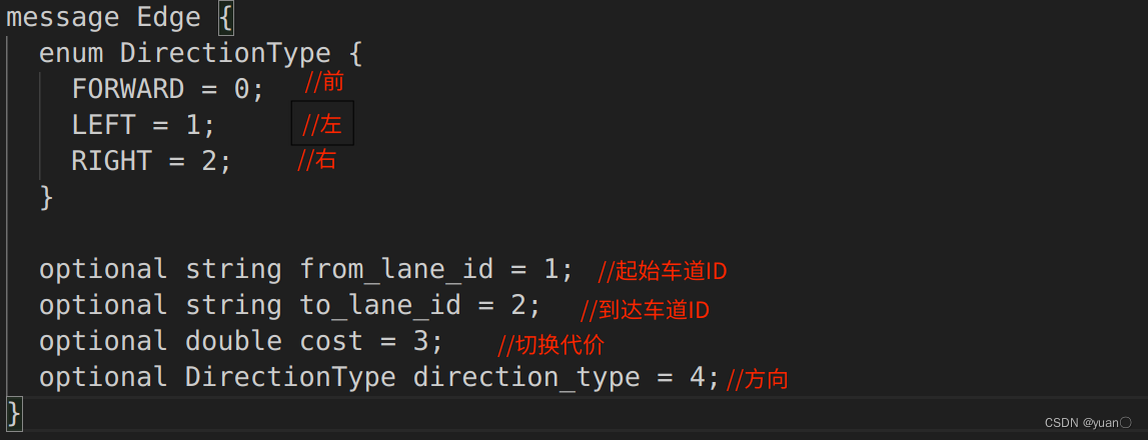 message Edge {
  enum DirectionType {
    FORWARD = 0; //前
    LEFT = 1; //左
    RIGHT = 2; //右
  }
  optional string from_lane_id = 1; //起始车道ID
  optional string to_lane_id = 2; //到达车道ID
  optional double cost = 3; //切换代价
  optional DirectionType direction_type = 4; //方向
}
CSDN @yuan〇